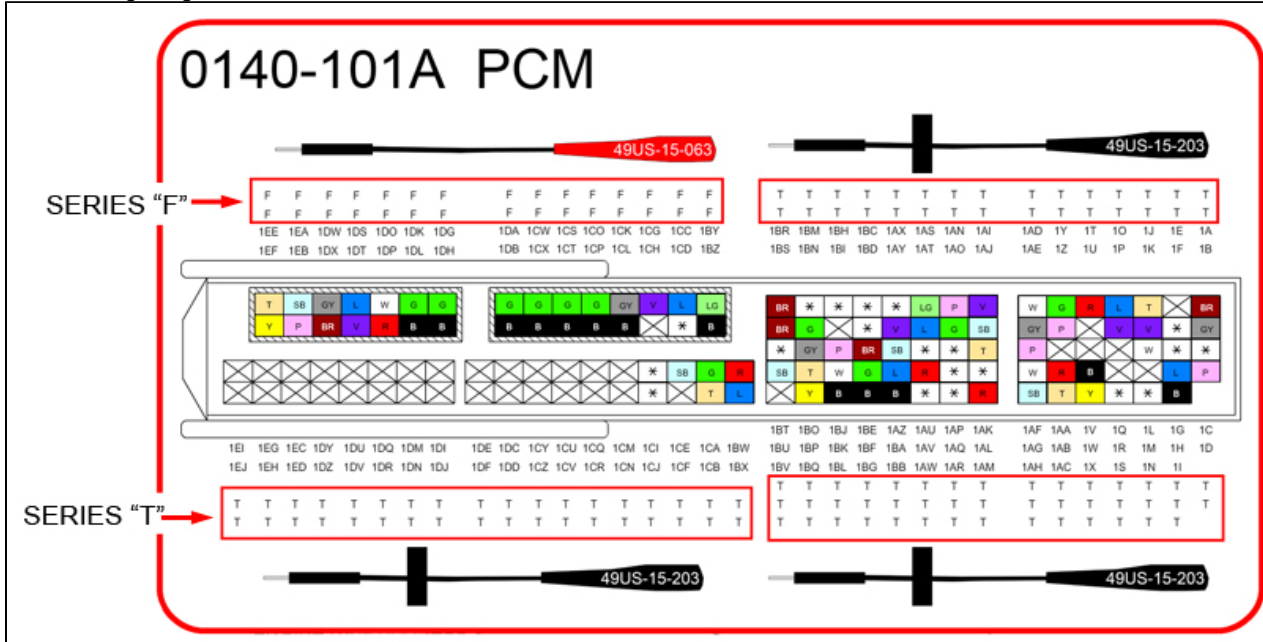 0140-101A PCM
49US-15-063 49US-15-203
SERIES "F"
F F F F F F F F F F F F F F F T T T T T T T T T T T T T T T
F F F F F F F F F F F F F F F T T T T T T T T T T T T T T T
1EE 1EA 1DW 1DS 1DO 1DK 1DG 1DA 1CW 1CS 1CO 1CK 1CG 1CC 1BY 1BR 1BM 1BH 1BC 1AX 1AS 1AN 1AI 1AD 1Y 1T 1O 1J 1E 1A
1EF 1EB 1DX 1DT 1DP 1DL 1DH 1DB 1CX 1CT 1CP 1CL 1CH 1CD 1BZ 1BS 1BN 1BI 1BD 1AY 1AT 1AO 1AJ 1AE 1Z 1U 1P 1K 1F 1B
T SB GY L W G G G G G G GY V L LG BR * * * * LG P V W G R L T BR
Y P BR V R B B B B B B B * B BR G * V L G SB GY P V V * GY
* GY P BR SB * * T P W * *
* SB G R SB T W G L R * * W R B L P
* T L Y B B B * * R SB T Y * * B
1BT 1BO 1BJ 1BE 1AZ 1AU 1AP 1AK 1AF 1AA 1V 1Q 1L 1G 1C
1EI 1EG 1EC 1DY 1DU 1DQ 1DM 1DI 1DE 1DC 1CY 1CU 1CQ 1CM 1CI 1CE 1CA 1BW 1BU 1BP 1BK 1BF 1BA 1AV 1AQ 1AL 1AG 1AB 1W 1R 1M 1H 1D
1EJ 1EH 1ED 1DZ 1DV 1DR 1DN 1DJ 1DF 1DD 1CZ 1CV 1CR 1CN 1CJ 1CF 1CB 1BX 1BV 1BQ 1BL 1BG 1BB 1AW 1AR 1AM 1AH 1AC 1X 1S 1N 1I
T T T T T T T T T T T T T T T
SERIES "T"
T T T T T T T T T T T T T T T T T T T T T T T T T T T T T T T T T
T T T T T T T T T T T T T T T T T T T T T T T T T T T T T T T T
49US-15-203 49US-15-203